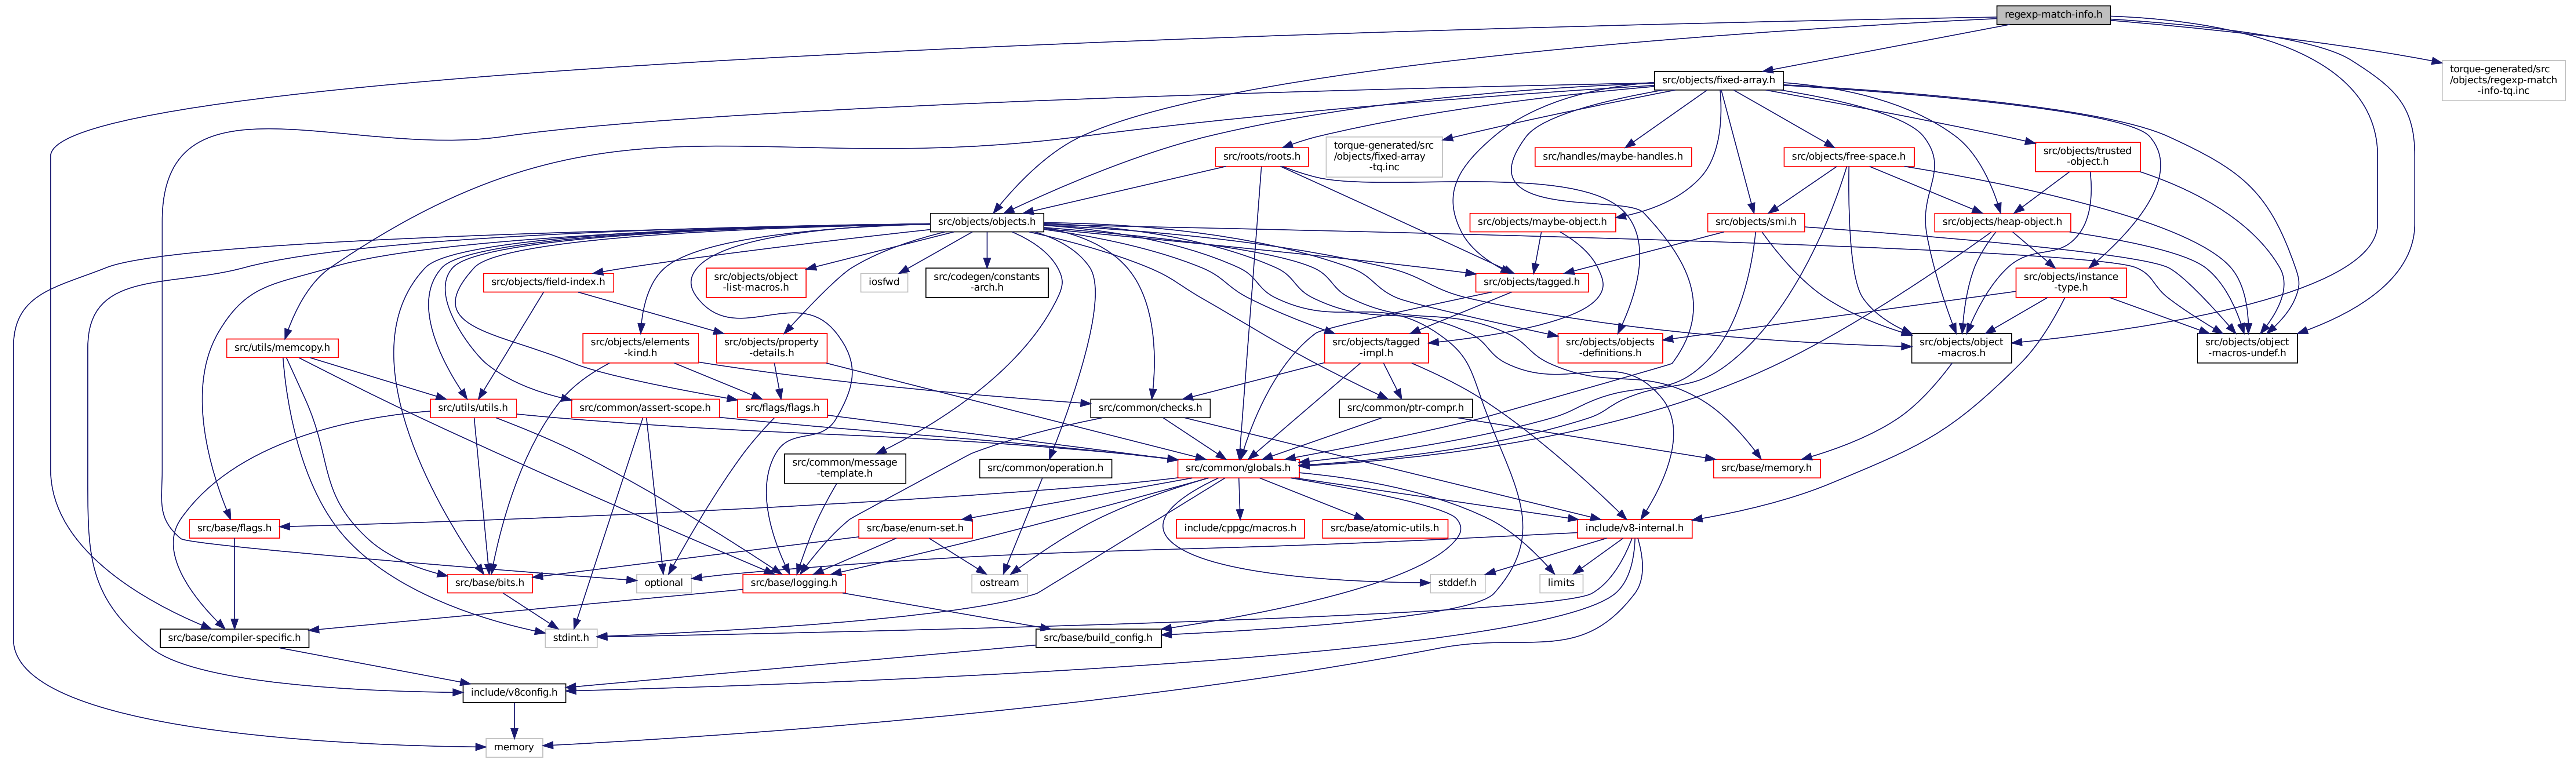 regexp-match-info.h
src/objects/fixed-array.h
torque-generated/src
/objects/regexp-match
-info-tq.inc
src/roots/roots.h
torque-generated/src
/objects/fixed-array
-tq.inc
src/handles/maybe-handles.h
src/objects/free-space.h
src/objects/trusted
-object.h
src/objects/objects.h
src/objects/maybe-object.h
src/objects/smi.h
src/objects/heap-object.h
src/objects/field-index.h
src/objects/object
-list-macros.h
iosfwd
src/codegen/constants
-arch.h
src/objects/tagged.h
src/objects/instance
-type.h
src/utils/memcopy.h
src/objects/elements
-kind.h
src/objects/property
-details.h
src/objects/tagged
-impl.h
src/objects/objects
-definitions.h
src/objects/object
-macros.h
src/objects/object
-macros-undef.h
src/utils/utils.h
src/common/assert-scope.h
src/flags/flags.h
src/common/checks.h
src/common/ptr-compr.h
src/common/message
-template.h
src/common/operation.h
src/common/globals.h
src/base/memory.h
src/base/flags.h
src/base/enum-set.h
include/cppgc/macros.h
src/base/atomic-utils.h
include/v8-internal.h
src/base/bits.h
optional
src/base/logging.h
ostream
stddef.h
limits
src/base/compiler-specific.h
stdint.h
src/base/build_config.h
include/v8config.h
memory